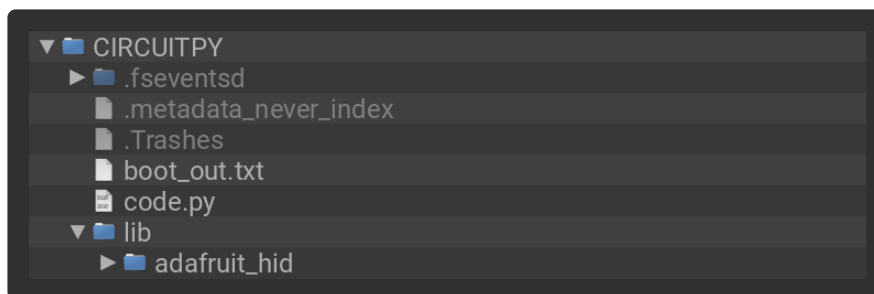 CIRCUITPY
.fseventsd
.metadata_never_index
.Trashes
boot_out.txt
code.py
lib
adafruit_hid